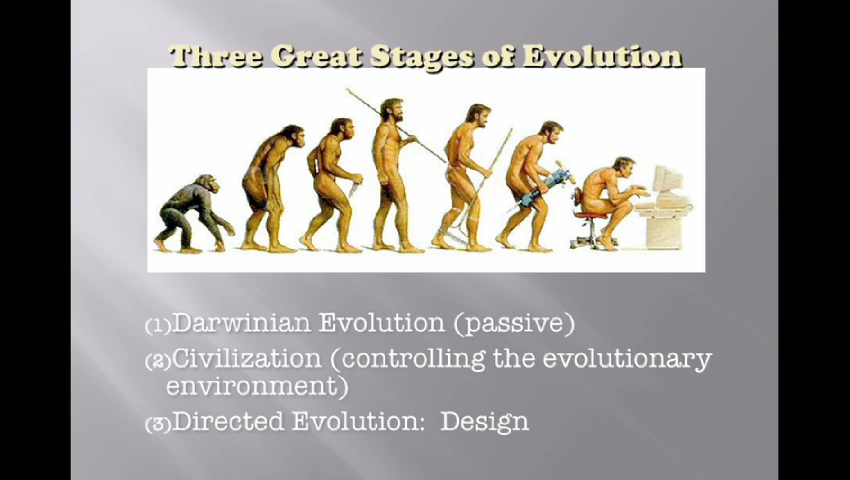 Three Great Stages of Evolution
(1)Darwinian Evolution (passive)
(2)Civilization (controlling the evolutionary
environment)
(3)Directed Evolution:  Design